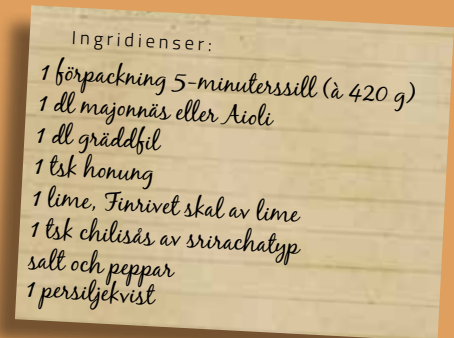 Ingridienser:
1 förpackning 5-minuterssill (à 420 g)
1 dl majonnäs eller Aioli
1 dl gräddfil
1 tsk honung
1 lime, Finrivet skal av lime
1 tsk chilisås av srirachatyp
salt och peppar
1 persiljekvist